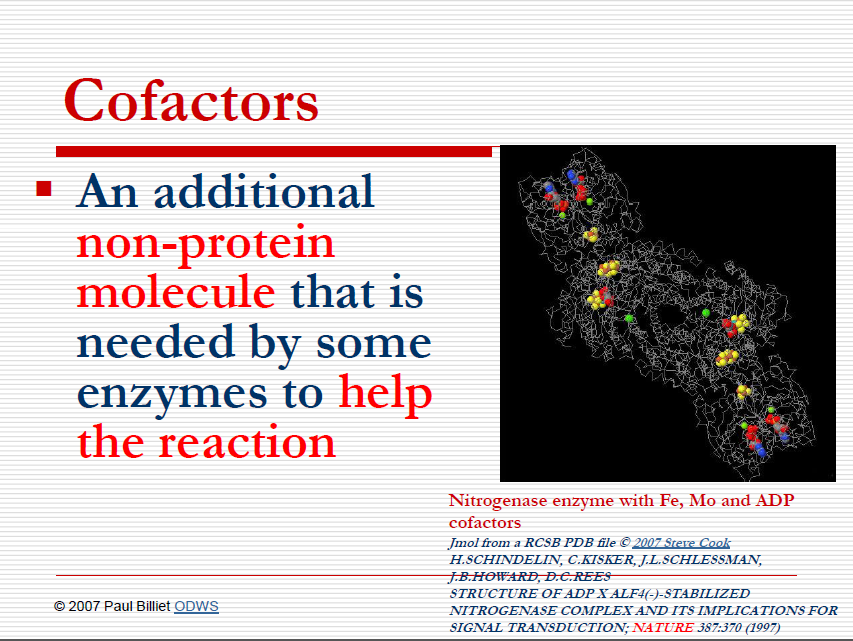 Cofactors
An additional
non-protein
molecule that is
needed by some
enzymes to help
the reaction
Nitrogenase enzyme with Fe, Mo and ADP
cofactors
Jmol from a RCSB PDB file © 2007 Steve Cook
H.SCHINDELIN, C.KISKER, J.L.SCHLESSMAN,
J.B.HOWARD, D.C.REES
STRUCTURE OF ADP X ALF4(-)-STABILIZED
NITROGENASE COMPLEX AND ITS IMPLICATIONS FOR
SIGNAL TRANSDUCTION; NATURE 387:370 (1997)
© 2007 Paul Billiet ODWS